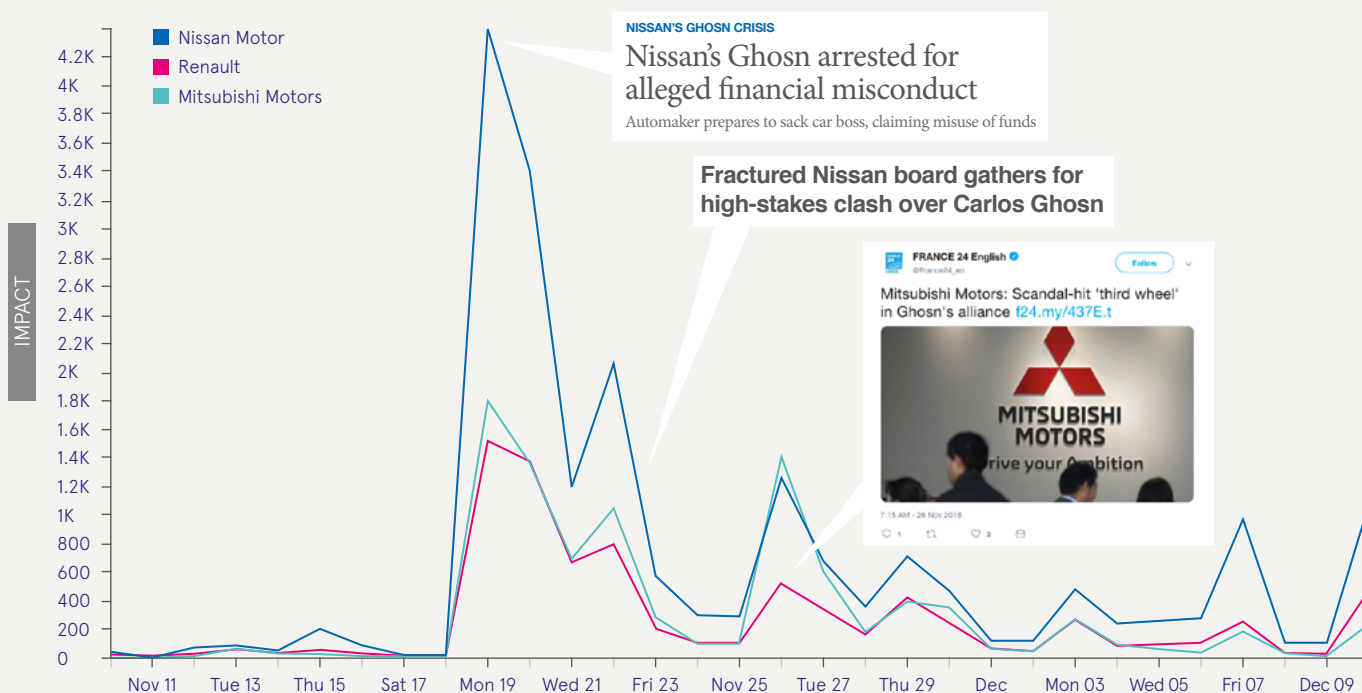 Nissan Motor
Renault
Mitsubishi Motors
NISSAN'S GHOSN CRISIS
Nissan's Ghosn arrested for
alleged financial misconduct
Automaker prepares to sack car boss, claiming misuse of funds
Fractured Nissan board gathers for
high-stakes clash over Carlos Ghosn
FRANCE 24 English
@France24_en
Follow
Mitsubishi Motors: Scandal-hit 'third wheel'
in Ghosn's alliance f24.my/437E.t
MITSUBISHI
MOTORS
Drive your Ambition
7:15 AM - 26 Nov 2018
1
3
IMPACT
4.2K
4K
3.8K
3.6K
3.4K
3.2K
3K
2.8K
2.6K
2.4K
2.2K
2K
1.8K
1.6K
1.4K
1.2K
1K
800
600
400
200
0
Nov 11
Tue 13
Thu 15
Sat 17
Mon 19
Wed 21
Fri 23
Nov 25
Tue 27
Thu 29
Dec
Mon 03
Wed 05
Fri 07
Dec 09